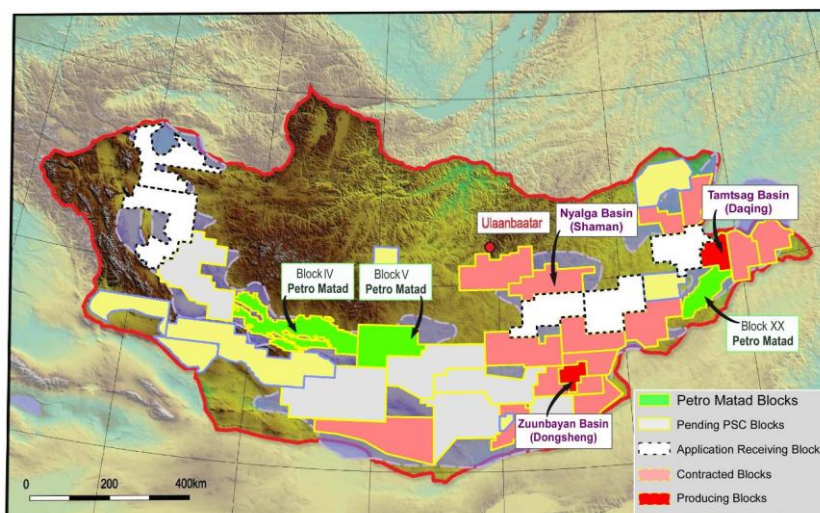 Ulaanbaatar
Nyalga Basin
(Shaman)
Tamtsag Basin
(Daqing)
Block IV
Petro Matad
Block V
Petro Matad
Block XX
Petro Matad
Zuunbayan Basin
(Dongsheng)
Petro Matad Blocks
Pending PSC Blocks
Application Receiving Block
Contracted Blocks
Producing Blocks
0 200 400km